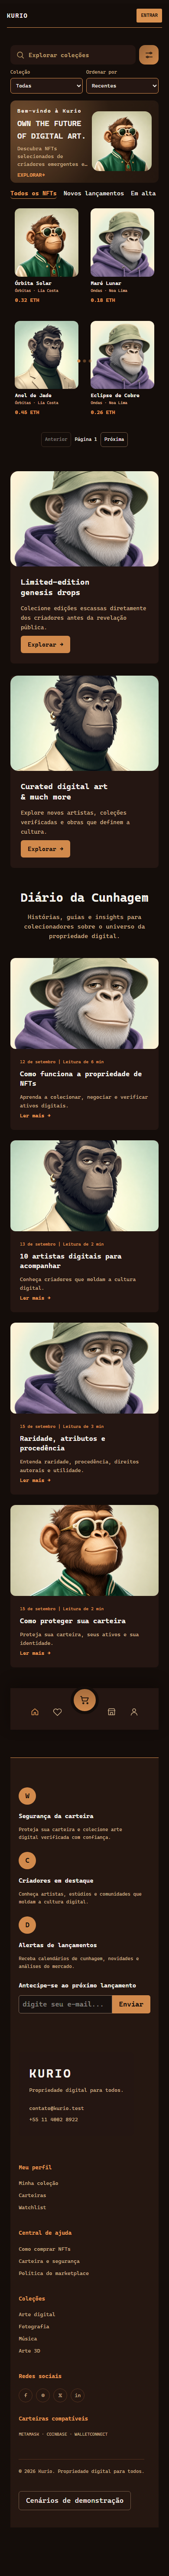 KURIO
ENTRAR
Explorar coleções
Coleção
Ordenar por
Todas
Recentes
Bem-vindo à Kurio
OWN THE FUTURE
OF DIGITAL ART.
Descubra NFTs
selecionados de
criadores emergentes e…
EXPLORAR→
Todos os NFTs
Novos lançamentos
Em alta
Órbita Solar
Órbitas · Lia Costa
0.32 ETH
Maré Lunar
Ondas · Noa Lima
0.18 ETH
Anel de Jade
Órbitas · Lia Costa
0.45 ETH
Eclipse de Cobre
Ondas · Noa Lima
0.26 ETH
Anterior
Página 1
Próxima
Limited-edition
genesis drops
Colecione edições escassas diretamente
dos criadores antes da revelação
pública.
Explorar →
Curated digital art
& much more
Explore novos artistas, coleções
verificadas e obras que definem a
cultura.
Explorar →
Diário da Cunhagem
Histórias, guias e insights para
colecionadores sobre o universo da
propriedade digital.
12 de setembro | Leitura de 6 min
Como funciona a propriedade de
NFTs
Aprenda a colecionar, negociar e verificar
ativos digitais.
Ler mais →
13 de setembro | Leitura de 2 min
10 artistas digitais para
acompanhar
Conheça criadores que moldam a cultura
digital.
Ler mais →
15 de setembro | Leitura de 3 min
Raridade, atributos e
procedência
Entenda raridade, procedência, direitos
autorais e utilidade.
Ler mais →
15 de setembro | Leitura de 2 min
Como proteger sua carteira
Proteja sua carteira, seus ativos e sua
identidade.
Ler mais →
W
Segurança da carteira
Proteja sua carteira e colecione arte
digital verificada com confiança.
C
Criadores em destaque
Conheça artistas, estúdios e comunidades que
moldam a cultura digital.
D
Alertas de lançamentos
Receba calendários de cunhagem, novidades e
análises do mercado.
Antecipe-se ao próximo lançamento
digite seu e-mail...
Enviar
KURIO
Propriedade digital para todos.
contato@kurio.test
+55 11 4002 8922
Meu perfil
Minha coleção
Carteiras
Watchlist
Central de ajuda
Como comprar NFTs
Carteira e segurança
Política do marketplace
Coleções
Arte digital
Fotografia
Música
Arte 3D
Redes sociais
f
in
Carteiras compatíveis
METAMASK · COINBASE · WALLETCONNECT
© 2026 Kurio. Propriedade digital para todos.
Cenários de demonstração